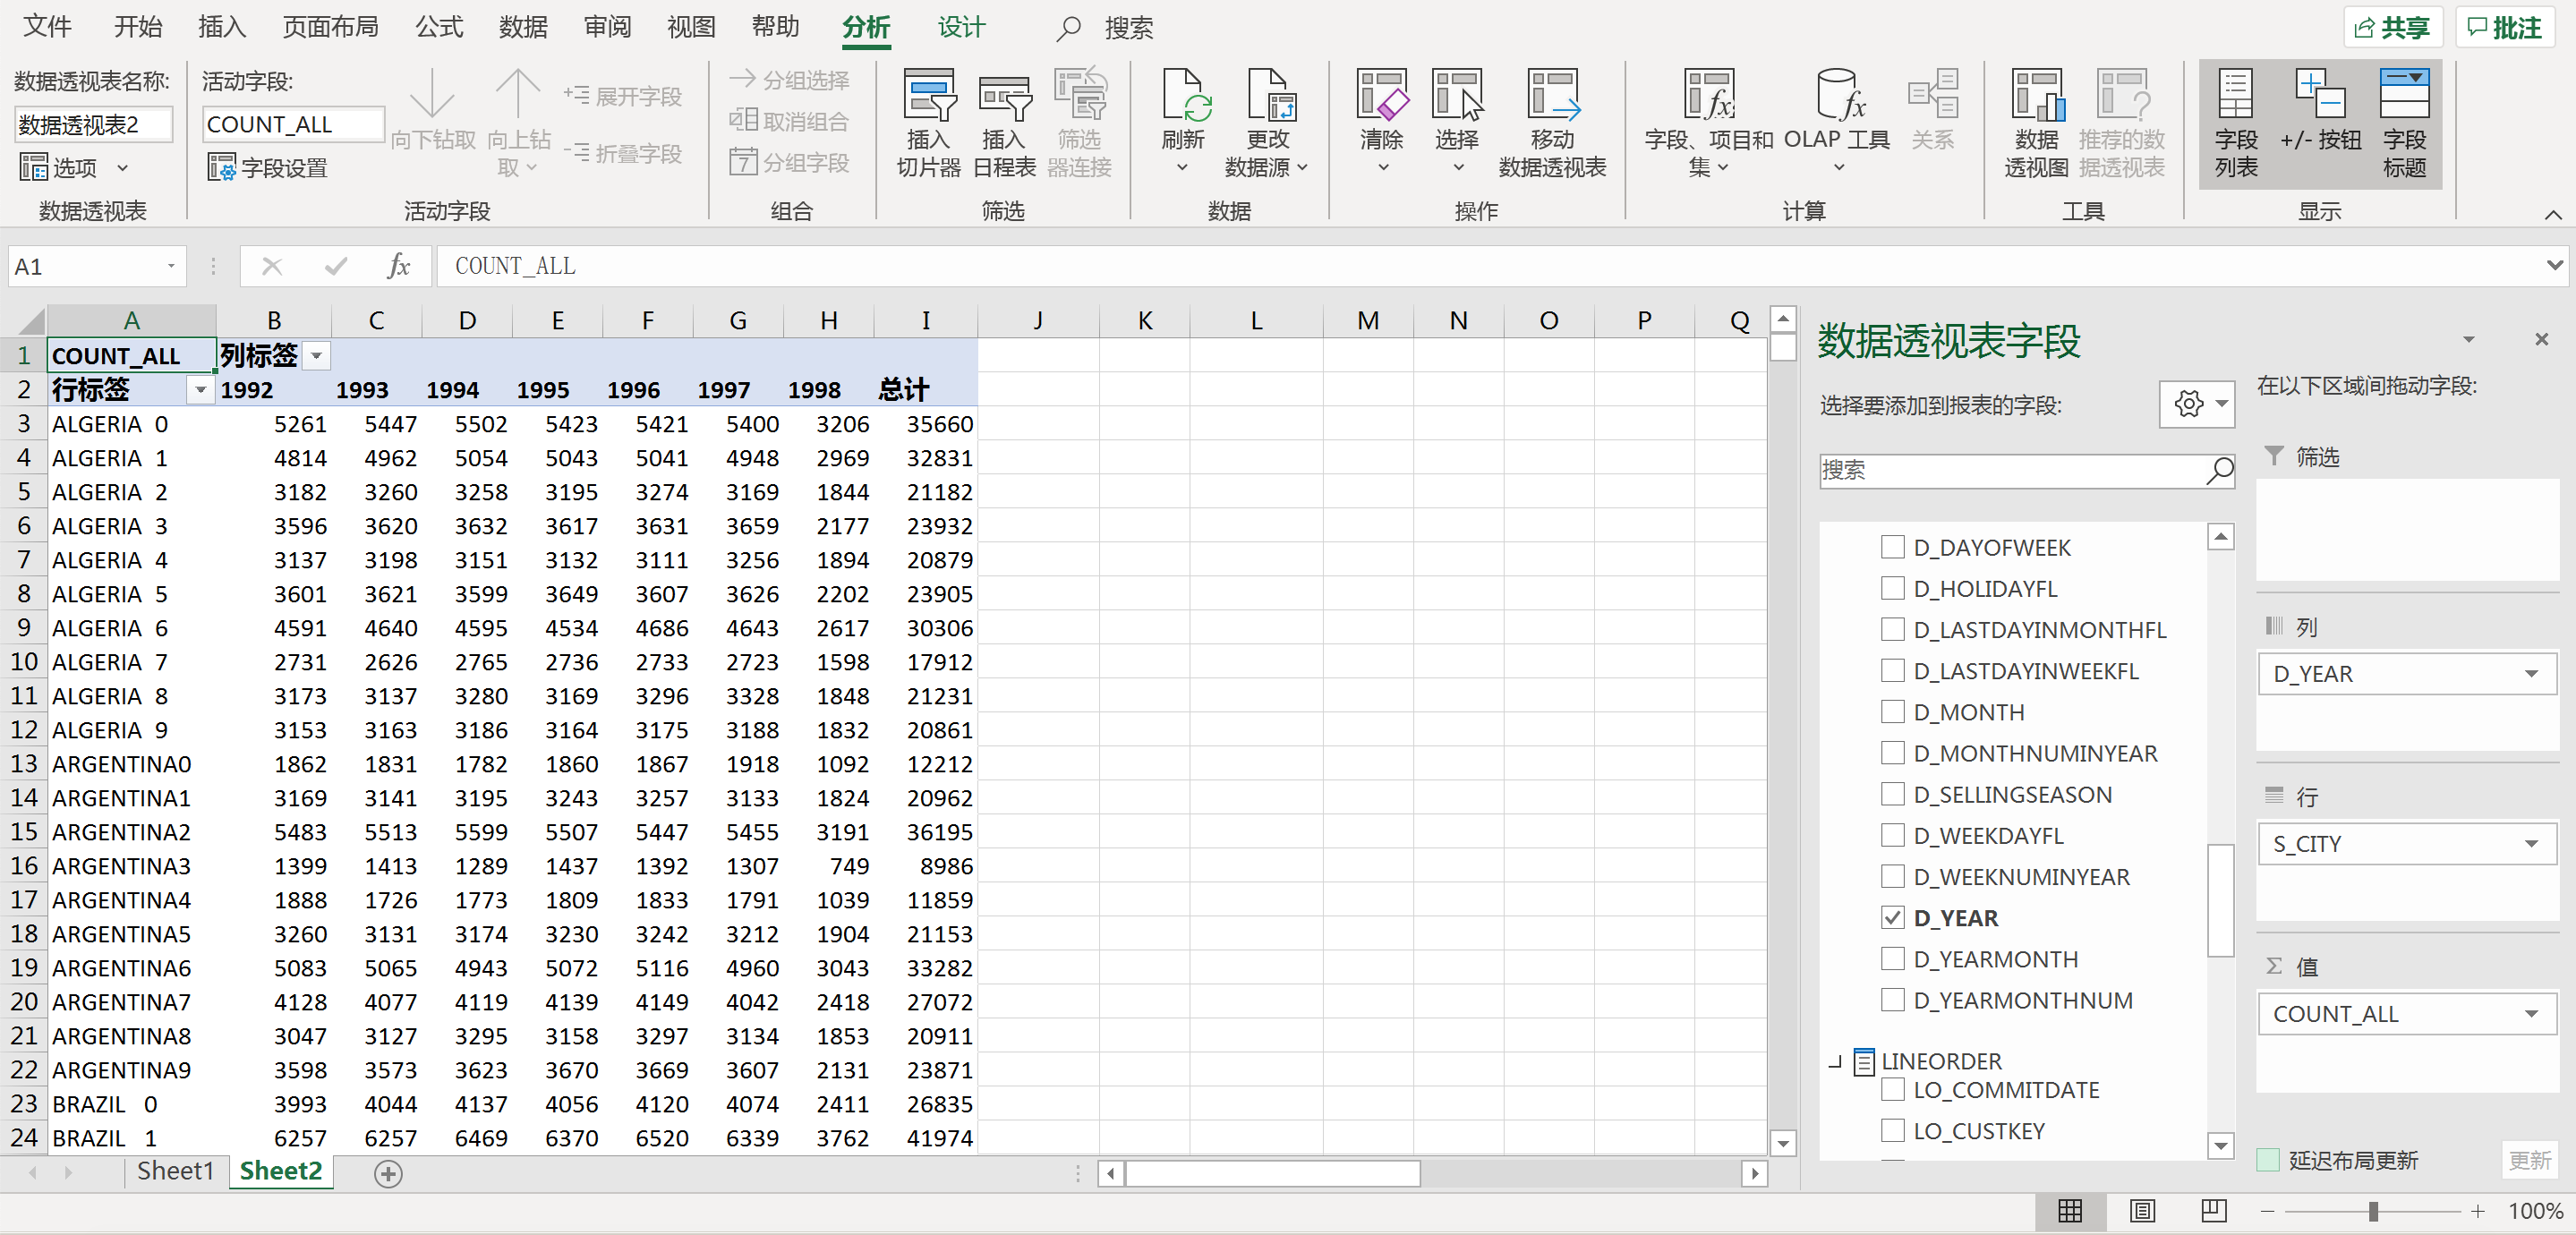 文件 开始 插入 页面布局 公式 数据 审阅 视图 帮助 分析 设计 搜索 共享 批注
数据透视表名称:
数据透视表2
选项
数据透视表
活动字段:
COUNT_ALL
字段设置
向下钻取
向上钻
取
展开字段
折叠字段
活动字段
分组选择
取消组合
7 分组字段
组合
插入
切片器
插入
日程表
筛选
器连接
筛选
刷新
更改
数据源
数据
清除
选择
移动
数据透视表
操作
字段、项目和
集
OLAP 工具
关系
计算
数据
透视图
推荐的数
据透视表
工具
字段
列表
+/- 按钮
字段
标题
显示
A1 fx COUNT_ALL
A B C D E F G H I J K L M N O P Q
1 COUNT_ALL 列标签
2 行标签 1992 1993 1994 1995 1996 1997 1998 总计
3 ALGERIA 0 5261 5447 5502 5423 5421 5400 3206 35660
4 ALGERIA 1 4814 4962 5054 5043 5041 4948 2969 32831
5 ALGERIA 2 3182 3260 3258 3195 3274 3169 1844 21182
6 ALGERIA 3 3596 3620 3632 3617 3631 3659 2177 23932
7 ALGERIA 4 3137 3198 3151 3132 3111 3256 1894 20879
8 ALGERIA 5 3601 3621 3599 3649 3607 3626 2202 23905
9 ALGERIA 6 4591 4640 4595 4534 4686 4643 2617 30306
10 ALGERIA 7 2731 2626 2765 2736 2733 2723 1598 17912
11 ALGERIA 8 3173 3137 3280 3169 3296 3328 1848 21231
12 ALGERIA 9 3153 3163 3186 3164 3175 3188 1832 20861
13 ARGENTINA0 1862 1831 1782 1860 1867 1918 1092 12212
14 ARGENTINA1 3169 3141 3195 3243 3257 3133 1824 20962
15 ARGENTINA2 5483 5513 5599 5507 5447 5455 3191 36195
16 ARGENTINA3 1399 1413 1289 1437 1392 1307 749 8986
17 ARGENTINA4 1888 1726 1773 1809 1833 1791 1039 11859
18 ARGENTINA5 3260 3131 3174 3230 3242 3212 1904 21153
19 ARGENTINA6 5083 5065 4943 5072 5116 4960 3043 33282
20 ARGENTINA7 4128 4077 4119 4139 4149 4042 2418 27072
21 ARGENTINA8 3047 3127 3295 3158 3297 3134 1853 20911
22 ARGENTINA9 3598 3573 3623 3670 3669 3607 2131 23871
23 BRAZIL 0 3993 4044 4137 4056 4120 4074 2411 26835
24 BRAZIL 1 6257 6257 6469 6370 6520 6339 3762 41974
Sheet1 Sheet2
数据透视表字段
选择要添加到报表的字段:
搜索
D_DAYOFWEEK
D_HOLIDAYFL
D_LASTDAYINMONTHFL
D_LASTDAYINWEEKFL
D_MONTH
D_MONTHNUMINYEAR
D_SELLINGSEASON
D_WEEKDAYFL
D_WEEKNUMINYEAR
D_YEAR
D_YEARMONTH
D_YEARMONTHNUM
LINEORDER
LO_COMMITDATE
LO_CUSTKEY
在以下区域间拖动字段:
筛选
列
D_YEAR
行
S_CITY
Σ 值
COUNT_ALL
延迟布局更新 更新
100%